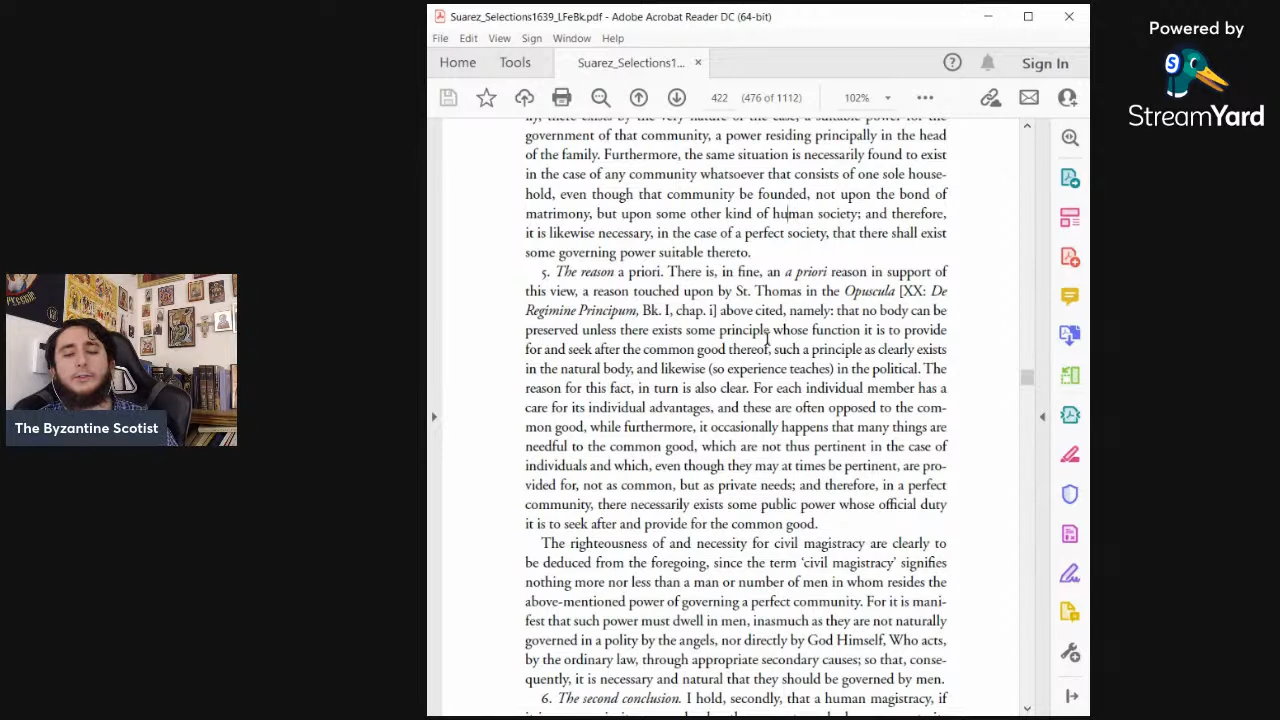 Suarez_Selections1639_LFeBk.pdf - Adobe Acrobat Reader DC (64-bit)
File Edit View Sign Window Help
Home Tools Suarez_Selections1... × Sign In
422 (476 of 1112) 102%
Powered by
StreamYard
ly, there exists by the very nature of the case, a suitable power for the
government of that community, a power residing principally in the head
of the family. Furthermore, the same situation is necessarily found to exist
in the case of any community whatsoever that consists of one sole house-
hold, even though that community be founded, not upon the bond of
matrimony, but upon some other kind of human society; and therefore,
it is likewise necessary, in the case of a perfect society, that there shall exist
some governing power suitable thereto.
5. The reason a priori. There is, in fine, an a priori reason in support of
this view, a reason touched upon by St. Thomas in the Opuscula [XX: De
Regimine Principum, Bk. I, chap. i] above cited, namely: that no body can be
preserved unless there exists some principle whose function it is to provide
for and seek after the common good thereof, such a principle as clearly exists
in the natural body, and likewise (so experience teaches) in the political. The
reason for this fact, in turn is also clear. For each individual member has a
care for its individual advantages, and these are often opposed to the com-
mon good, while furthermore, it occasionally happens that many things are
needful to the common good, which are not thus pertinent in the case of
individuals and which, even though they may at times be pertinent, are pro-
vided for, not as common, but as private needs; and therefore, in a perfect
community, there necessarily exists some public power whose official duty
it is to seek after and provide for the common good.
The righteousness of and necessity for civil magistracy are clearly to
be deduced from the foregoing, since the term ‘civil magistracy’ signifies
nothing more nor less than a man or number of men in whom resides the
above-mentioned power of governing a perfect community. For it is mani-
fest that such power must dwell in men, inasmuch as they are not naturally
governed in a polity by the angels, nor directly by God Himself, Who acts,
by the ordinary law, through appropriate secondary causes; so that, conse-
quently, it is necessary and natural that they should be governed by men.
6. The second conclusion. I hold, secondly, that a human magistracy, if
The Byzantine Scotist